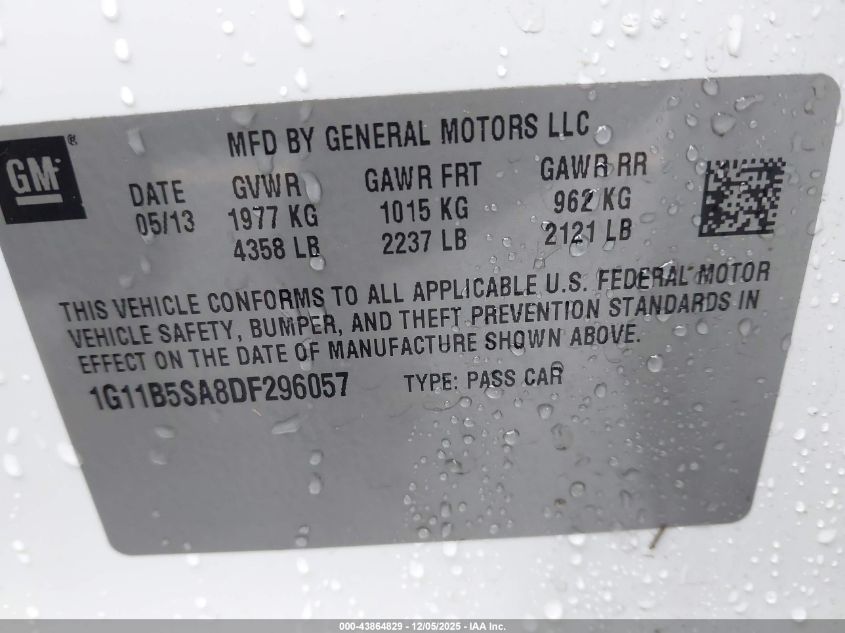 GM ®
MFD BY GENERAL MOTORS LLC
DATE GVWR GAWR FRT GAWR RR
05/13 1977 KG 1015 KG 962 KG
4358 LB 2237 LB 2121 LB
THIS VEHICLE CONFORMS TO ALL APPLICABLE U.S. FEDERAL MOTOR
VEHICLE SAFETY, BUMPER, AND THEFT PREVENTION STANDARDS IN
EFFECT ON THE DATE OF MANUFACTURE SHOWN ABOVE.
1G11B5SA8DF296057 TYPE: PASS CAR
000-43864829 - 12/05/2025 - IAA Inc.